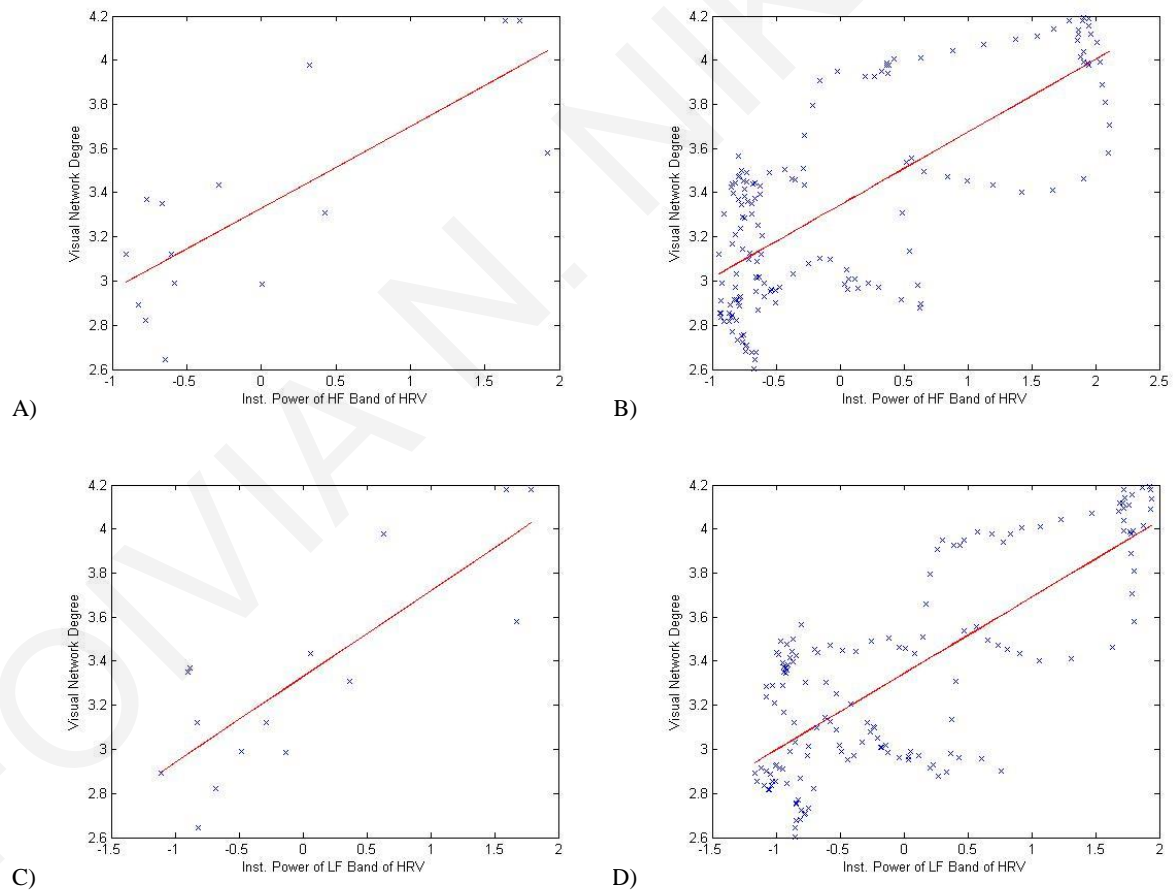 4.2
4
3.8
3.6
3.4
3.2
3
2.8
2.6
Visual Network Degree
-1 -0.5 0 0.5 1 1.5 2
Inst. Power of HF Band of HRV
A)
4.2
4
3.8
3.6
3.4
3.2
3
2.8
2.6
Visual Network Degree
-1 -0.5 0 0.5 1 1.5 2 2.5
Inst. Power of HF Band of HRV
B)
4.2
4
3.8
3.6
3.4
3.2
3
2.8
2.6
Visual Network Degree
-1.5 -1 -0.5 0 0.5 1 1.5 2
Inst. Power of LF Band of HRV
C)
4.2
4
3.8
3.6
3.4
3.2
3
2.8
2.6
Visual Network Degree
-1.5 -1 -0.5 0 0.5 1 1.5 2
Inst. Power of LF Band of HRV
D)
OIVIA N. NIK